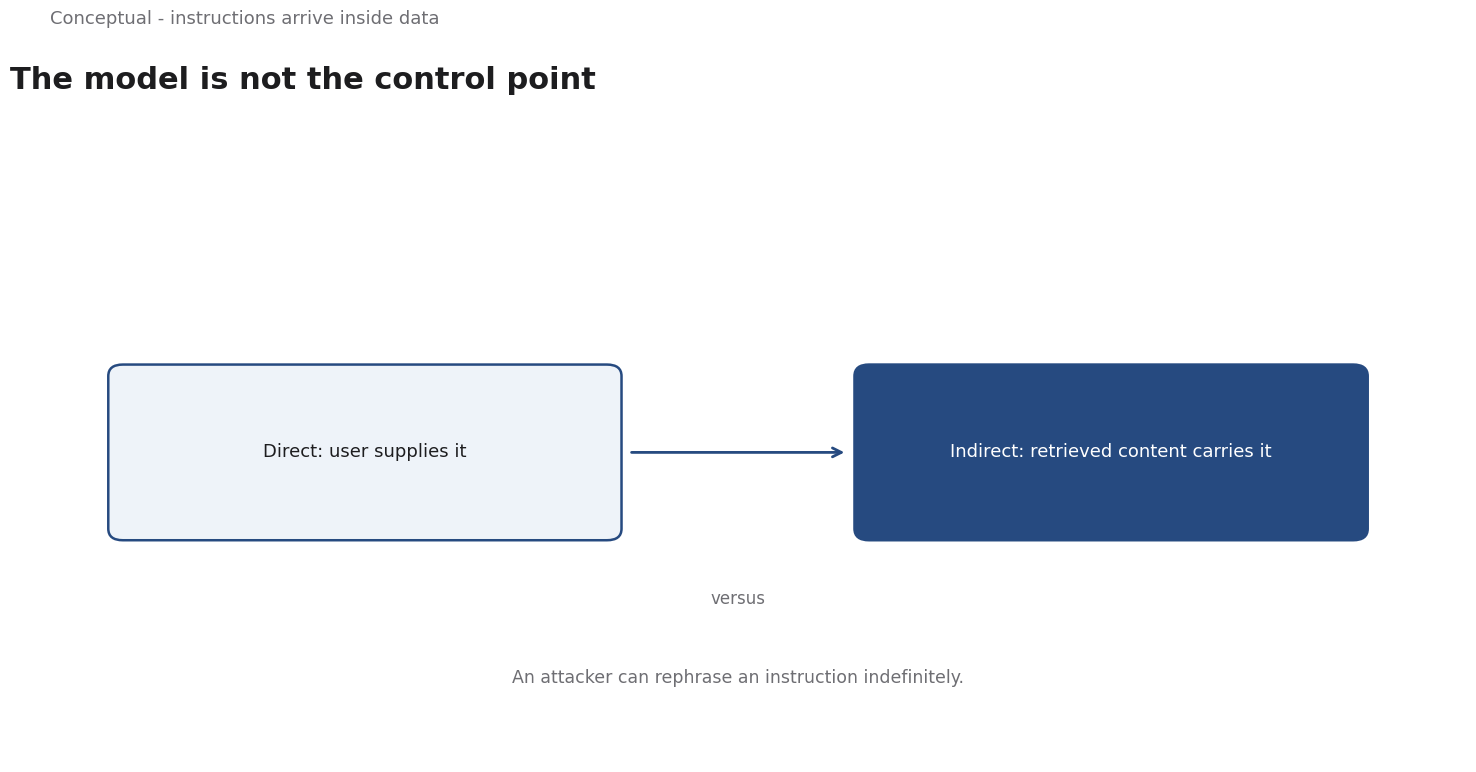 Conceptual - instructions arrive inside data
The model is not the control point
Direct: user supplies it
Indirect: retrieved content carries it
versus
An attacker can rephrase an instruction indefinitely.